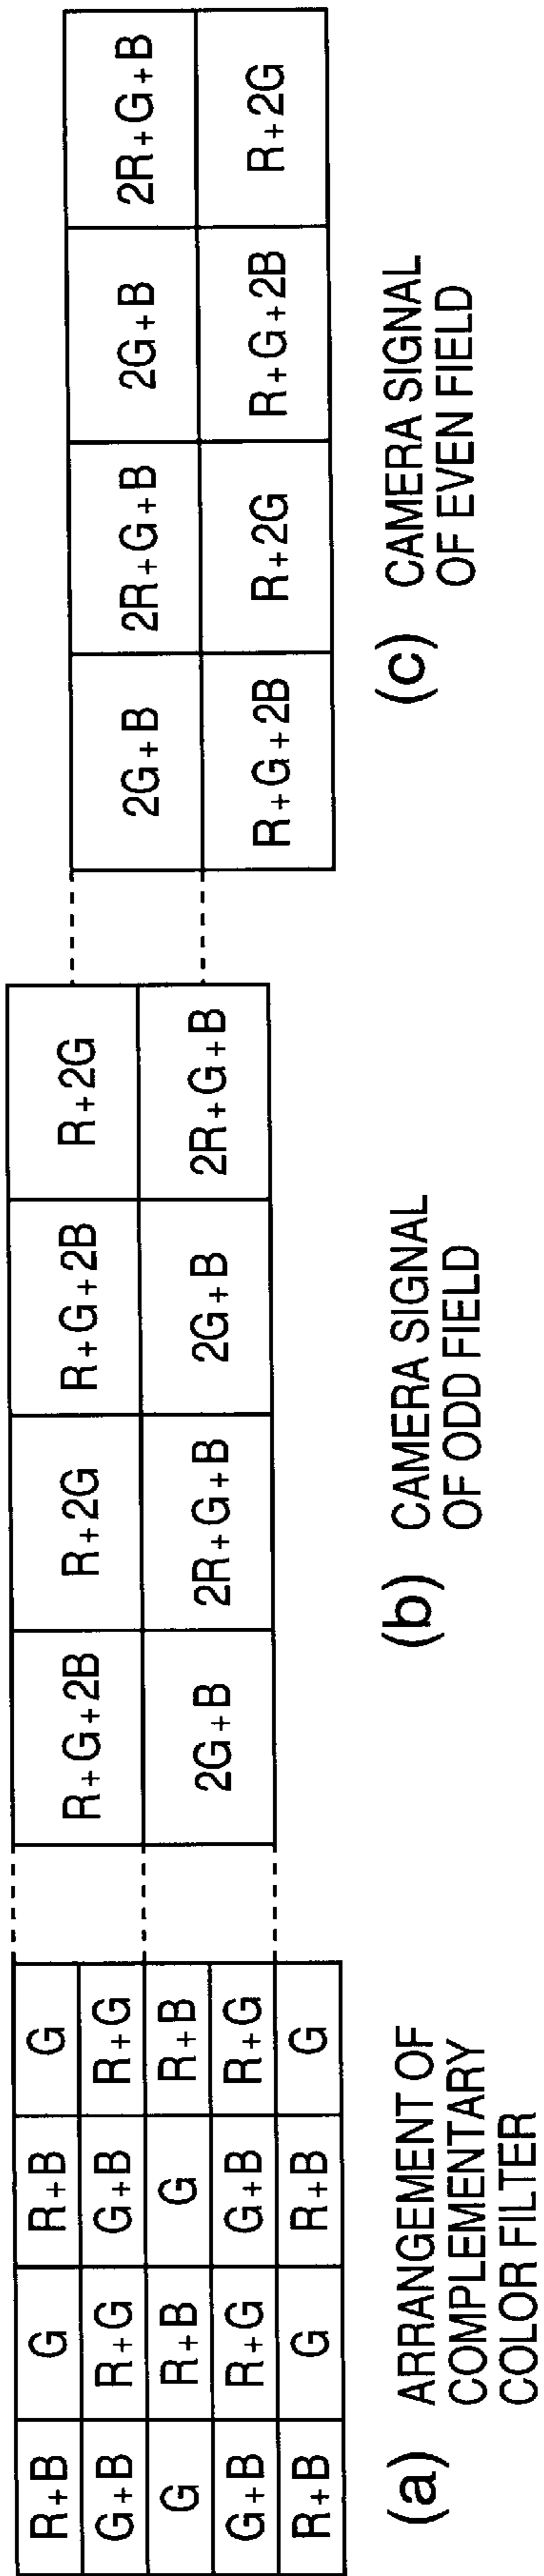 R+B G R+B G
G+B R+G G+B R+G
G R+B G R+B
G+B R+G G+B R+G
R+B G R+B G
(a) ARRANGEMENT OF
COMPLEMENTARY
COLOR FILTER
R+G+2B R+2G R+G+2B R+2G
2G+B 2R+G+B 2G+B 2R+G+B
(b) CAMERA SIGNAL
OF ODD FIELD
2G+B 2R+G+B 2G+B 2R+G+B
R+G+2B R+2G R+G+2B R+2G
(c) CAMERA SIGNAL
OF EVEN FIELD